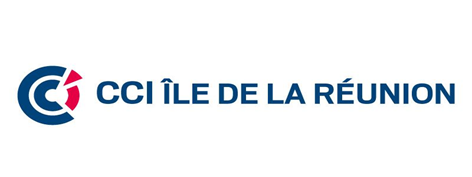 CCI ÎLE DE LA RÉUNION